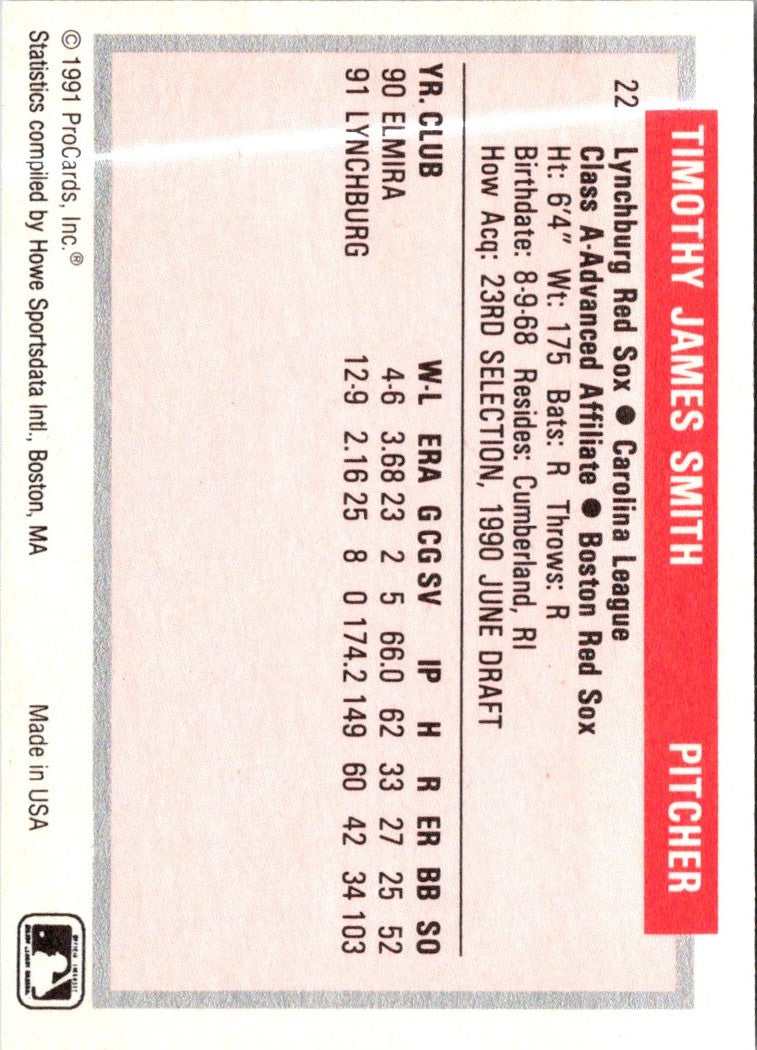 TIMOTHY JAMES SMITH PITCHER
22 Lynchburg Red Sox ● Carolina League
Class A-Advanced Affiliate ● Boston Red Sox
Ht: 6'4" Wt: 175 Bats: R Throws: R
Birthdate: 8-9-68 Resides: Cumberland, RI
How Acq: 23RD SELECTION, 1990 JUNE DRAFT
YR. CLUB W-L ERA G CG SV IP H R ER BB SO
90 ELMIRA 4-6 3.68 23 2 5 66.0 62 33 27 25 52
91 LYNCHBURG 12-9 2.16 25 8 0 174.2 149 60 42 34 103
© 1991 ProCards, Inc.®
Statistics compiled by Howe Sportsdata Intl., Boston, MA Made in USA